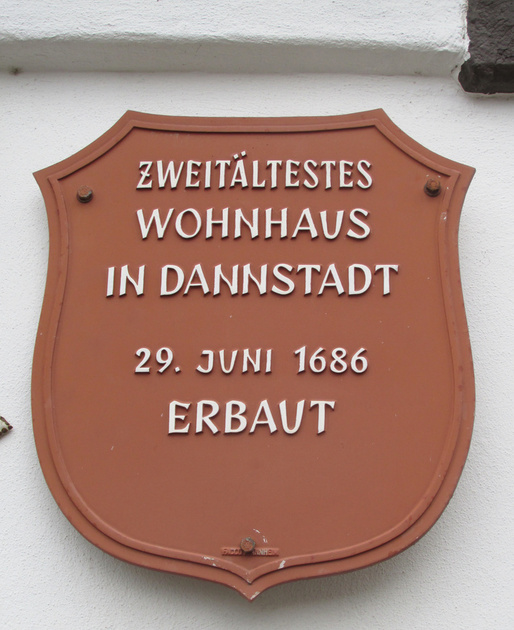 ZWEITÄLTESTES
WOHNHAUS
IN DANNSTADT
29. JUNI 1686
ERBAUT